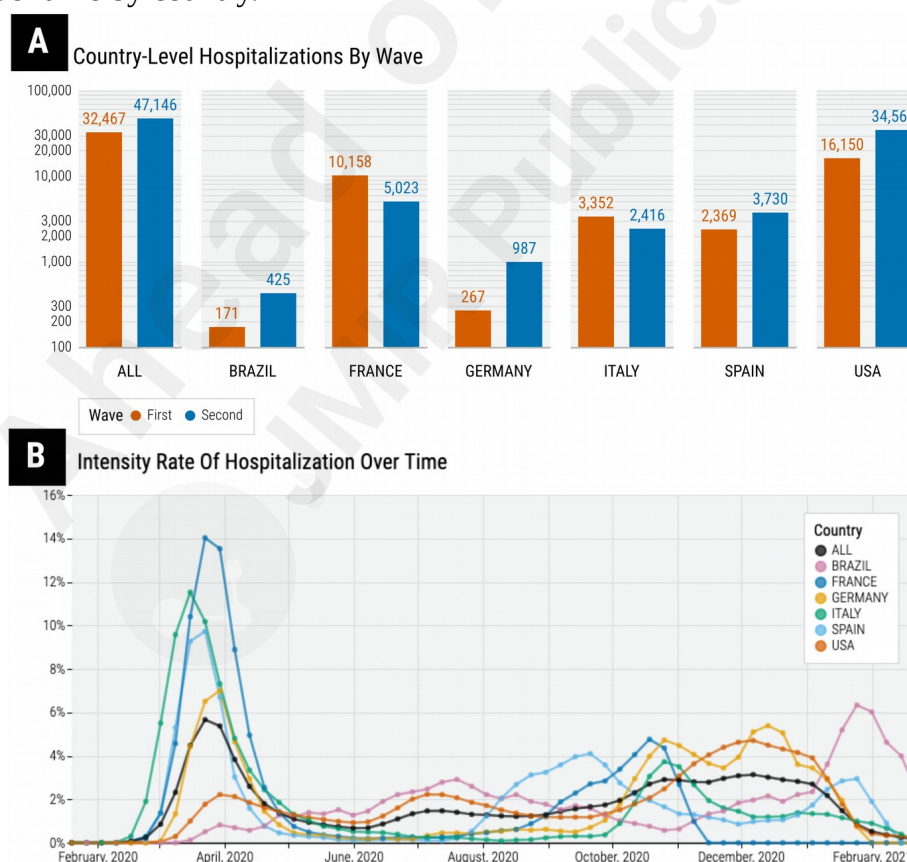 A
Country-Level Hospitalizations By Wave
100,000
30,000
20,000
10,000
3,000
2,000
1,000
300
200
100
32,467 47,146
171 425
10,158 5,023
267 987
3,352 2,416
2,369 3,730
16,150 34,56
ALL BRAZIL FRANCE GERMANY ITALY SPAIN USA
Wave First Second
B
Intensity Rate Of Hospitalization Over Time
16%
14%
12%
10%
8%
6%
4%
2%
0%
Country
ALL
BRAZIL
FRANCE
GERMANY
ITALY
SPAIN
USA
February, 2020 April, 2020 June, 2020 August, 2020 October, 2020 December, 2020
Ahead
JMIR